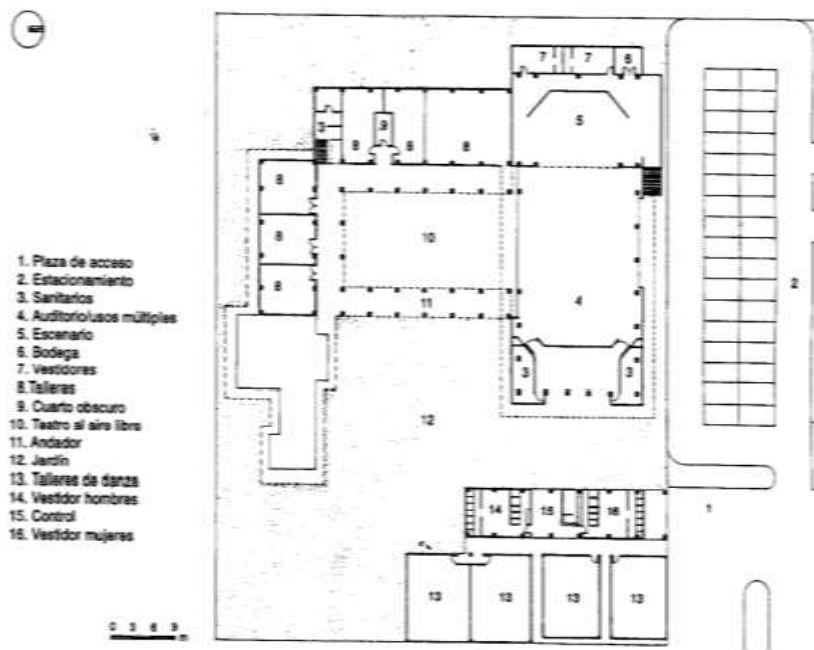 1. Plaza de acceso
2. Estacionamiento
3. Sanitarios
4. Auditorio/usos múltiples
5. Escenario
6. Bodega
7. Vestidores
8. Talleres
9. Cuarto obscuro
10. Teatro al aire libre
11. Andador
12. Jardín
13. Talleres de danza
14. Vestidor hombres
15. Control
16. Vestidor mujeres
7 7 6
5
3 8 9 8 8
8
10
8
2
8
11
4
3 3
12
14 15 16
1
13 13 13 13
0 3 6 9
m